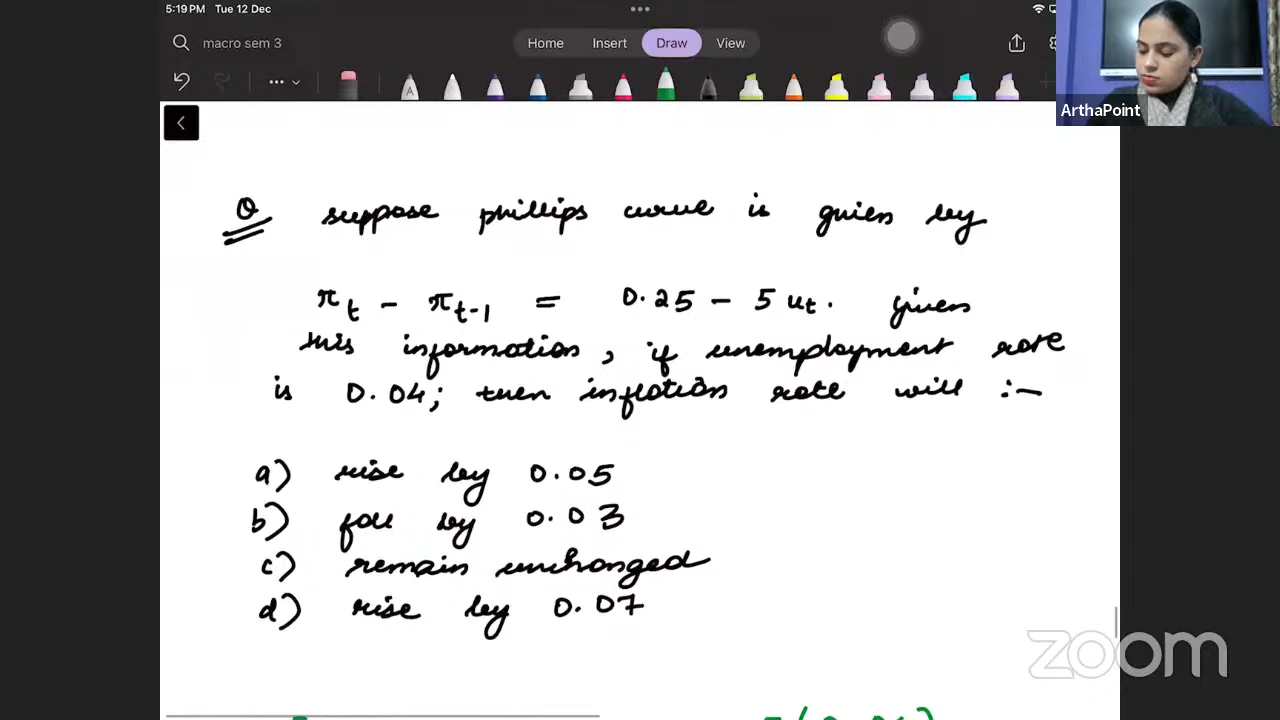 5:19 PM Tue 12 Dec
macro sem 3
Home Insert Draw View
A
ArthaPoint
Q suppose phillips curve is given by
πt − πt-1 = 0.25 − 5 ut. given
this information, if unemployment rate
is 0.04; then inflation rate will :-
a) rise by 0.05
b) fall by 0.03
c) remain unchanged
d) rise by 0.07
zoom